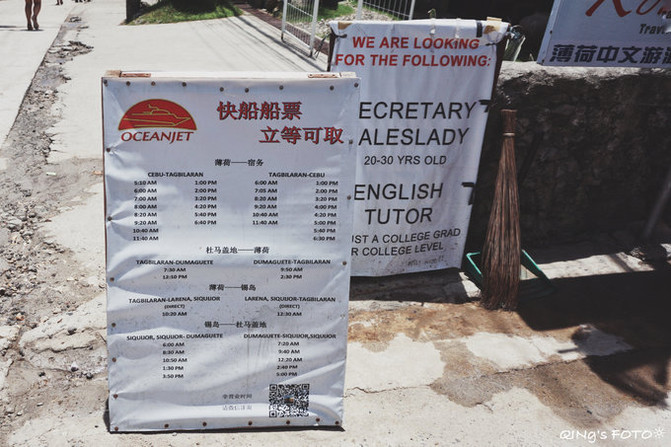 WE ARE LOOKING
FOR THE FOLLOWING:
ECRETARY
ALESLADY
20-30 YRS OLD
ENGLISH
TUTOR
UST A COLLEGE GRAD
R COLLEGE LEVEL
Trave
薄荷中文游
OCEANJET
快船船票
立等可取
薄荷——宿务
CEBU-TAGBILARAN TAGBILARAN-CEBU
5:10 AM 1:00 PM 6:00 AM 3:00 PM
6:00 AM 2:00 PM 7:05 AM 2:00 PM
7:00 AM 3:20 PM 8:20 AM 3:20 PM
8:00 AM 4:20 PM 9:20 AM 4:00 PM
8:20 AM 5:40 PM 10:40 AM 4:20 PM
9:20 AM 6:40 PM 11:40 AM 5:00 PM
10:40 AM 5:40 PM
11:40 AM 6:30 PM
杜马盖地——薄荷
TAGBILARAN-DUMAGUETE DUMAGUETE-TAGBILARAN
7:30 AM 9:50 AM
12:30 PM 2:30 PM
薄荷——锡岛
TAGBILARAN-LARENA, SIQUIJOR LARENA, SIQUIJOR-TAGBILARAN
(DIRECT) (DIRECT)
10:20 AM 12:30 AM
锡岛——杜马盖地
SIQUIJOR, SIQUIJOR- DUMAGUETE DUMAGUETE-SIQUIJOR,SIQUIJOR
6:00 AM 7:20 AM
8:30 AM 9:40 AM
10:50 AM 12:20 AM
1:30 PM 2:40 PM
3:50 PM 5:00 PM
QING's FOTO